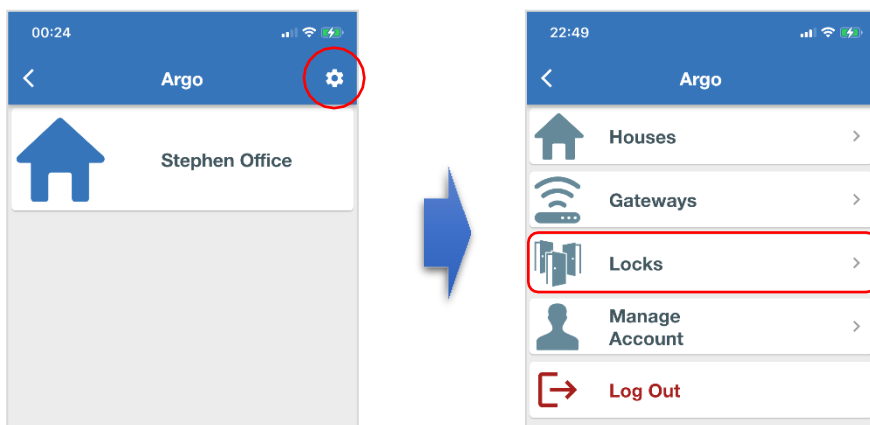 00:24
Argo
Stephen Office
22:49
Argo
Houses
Gateways
Locks
Manage
Account
Log Out